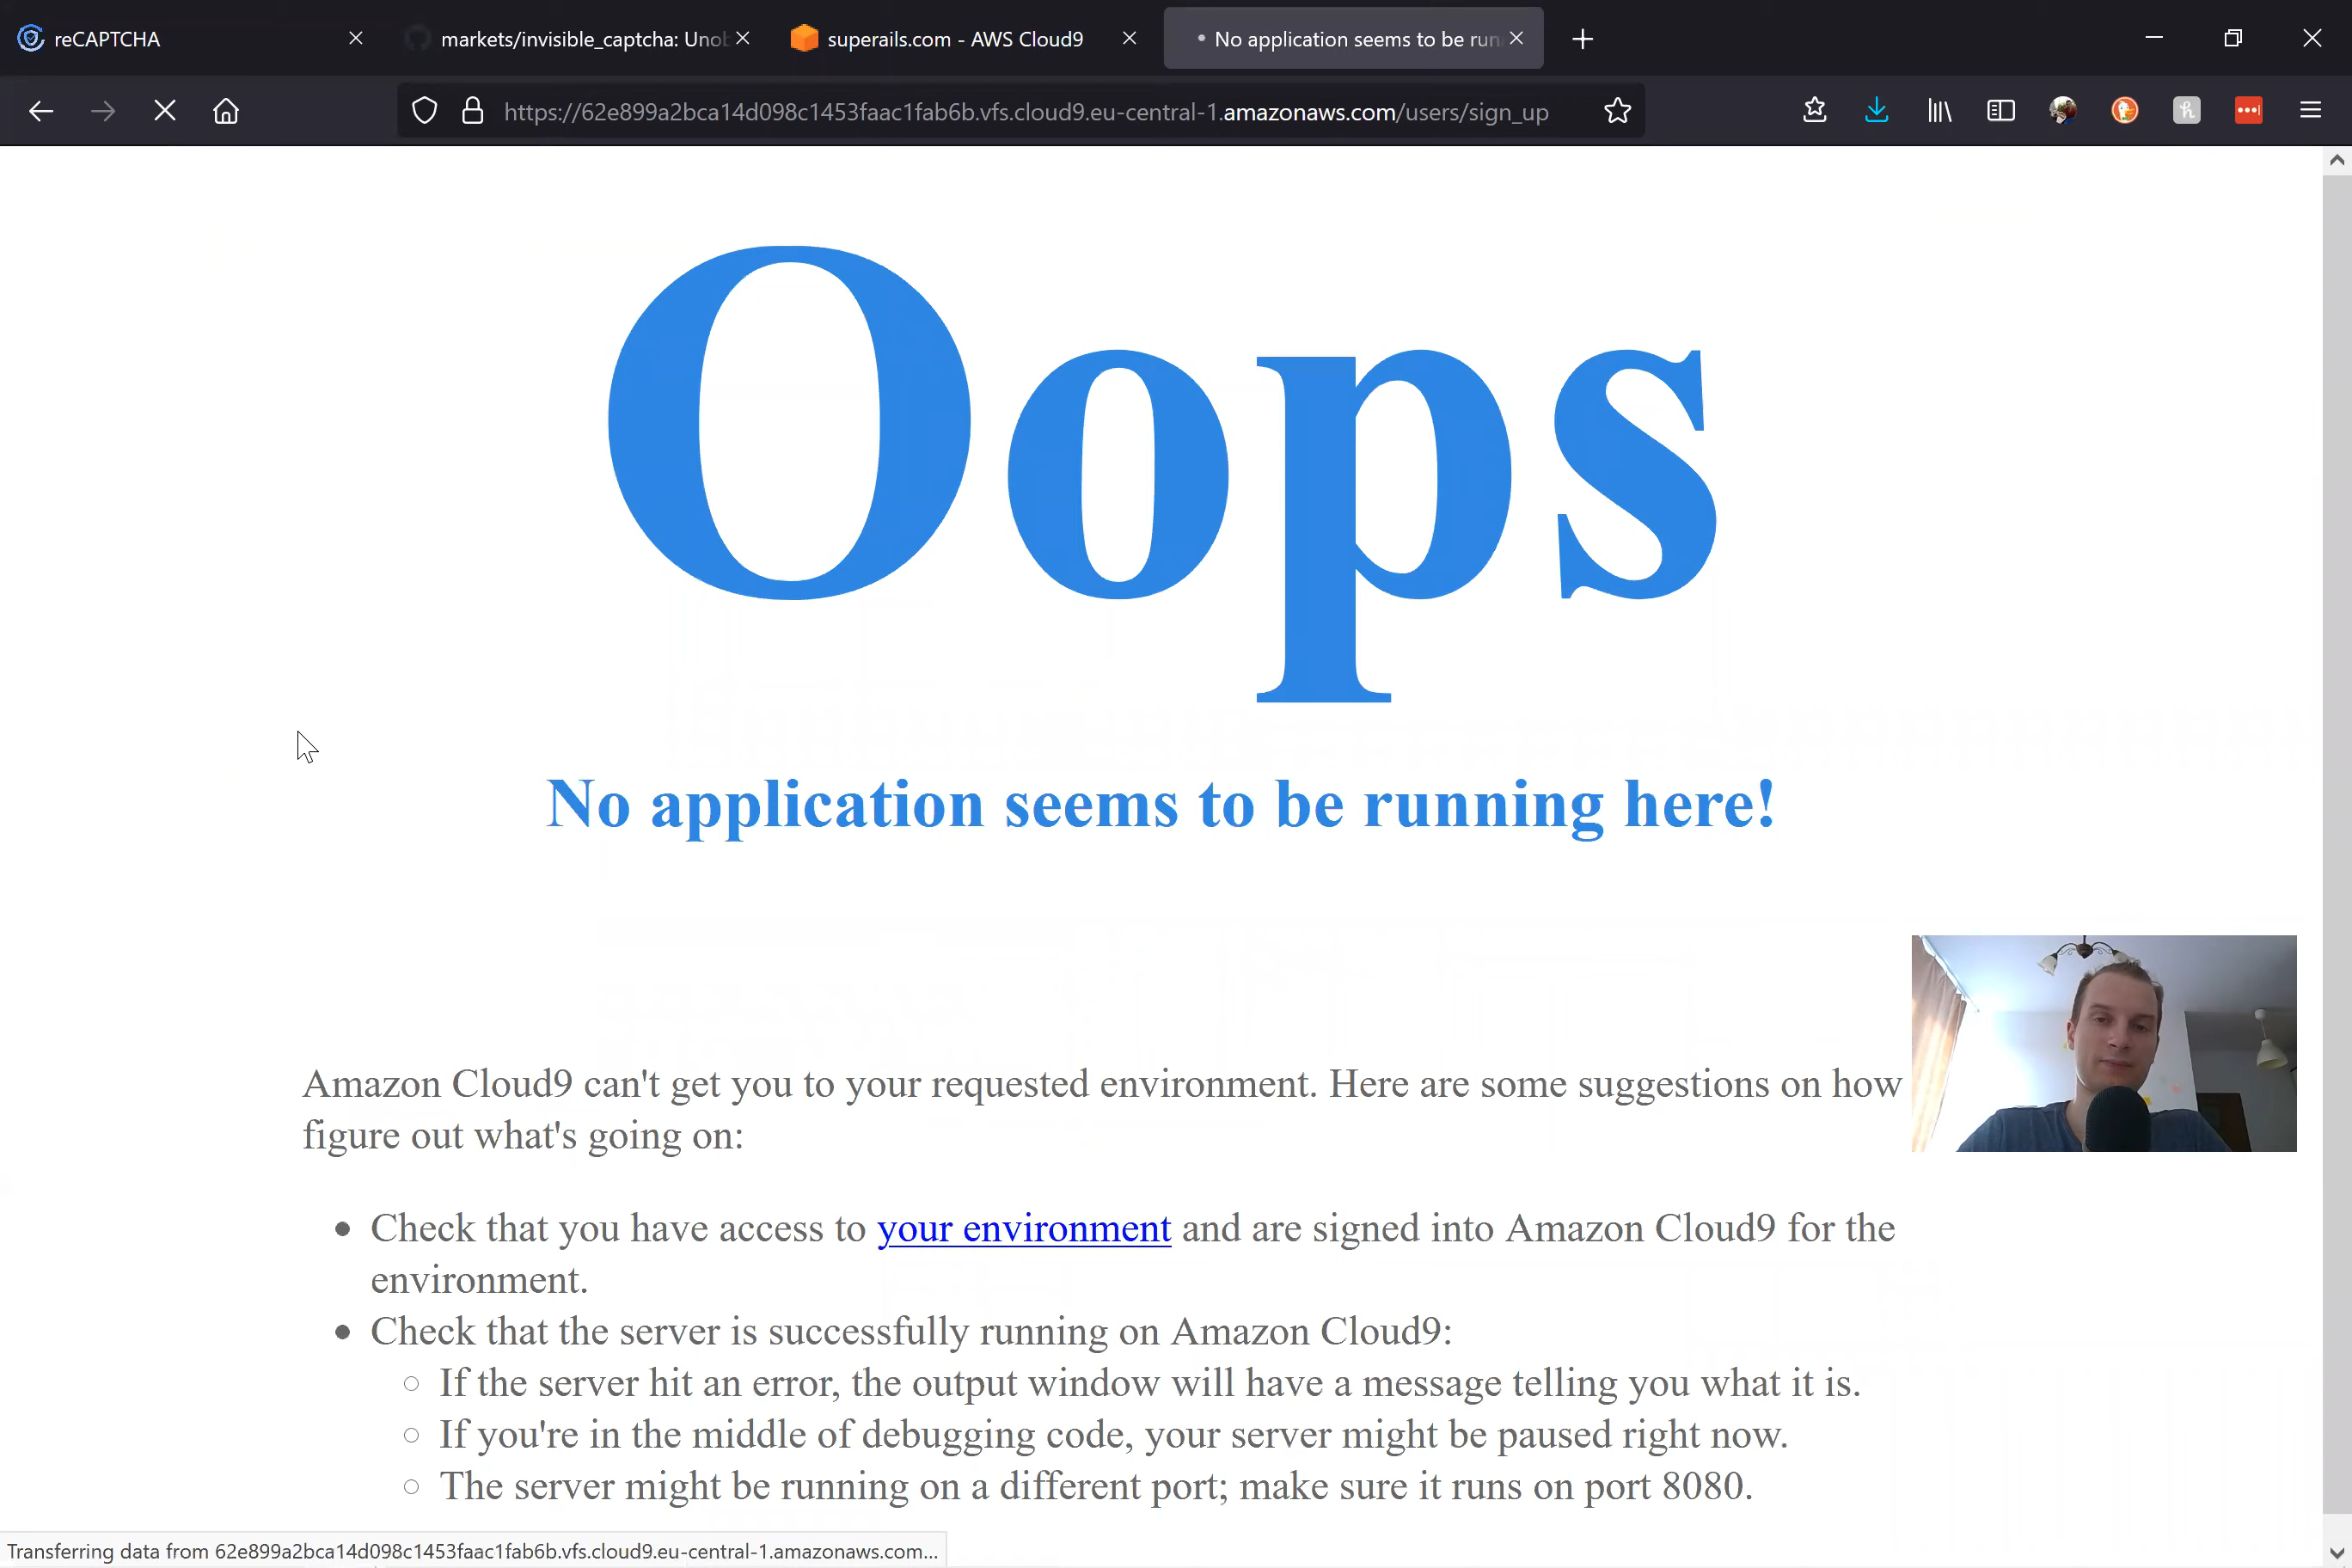 reCAPTCHA
markets/invisible_captcha: Unob
superails.com - AWS Cloud9
No application seems to be run
https://62e899a2bca14d098c1453faac1fab6b.vfs.cloud9.eu-central-1.amazonaws.com/users/sign_up
Oops
No application seems to be running here!
Amazon Cloud9 can't get you to your requested environment. Here are some suggestions on how
figure out what's going on:
Check that you have access to your environment and are signed into Amazon Cloud9 for the
environment.
Check that the server is successfully running on Amazon Cloud9:
If the server hit an error, the output window will have a message telling you what it is.
If you're in the middle of debugging code, your server might be paused right now.
The server might be running on a different port; make sure it runs on port 8080.
Transferring data from 62e899a2bca14d098c1453faac1fab6b.vfs.cloud9.eu-central-1.amazonaws.com...